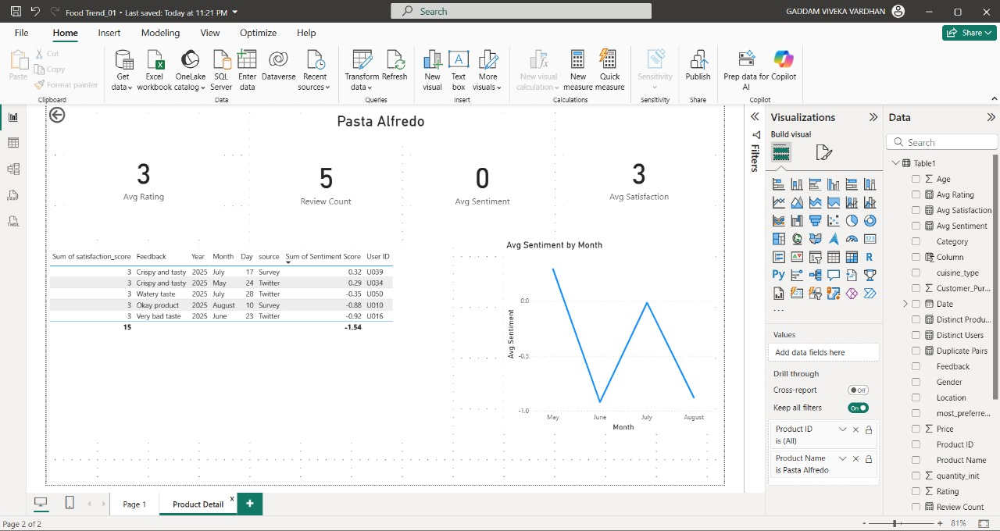 Food Trend_01 • Last saved: Today at 11:21 PM
Search
GADDAM VIVEKA VARDHAN
File Home Insert Modeling View Optimize Help
Share
Paste
Cut
Copy
Format painter
Clipboard
Get data
Excel workbook
OneLake catalog
SQL Server
Enter data
Dataverse
Recent sources
Data
Transform data
Refresh
Queries
New visual
Text box
More visuals
Insert
New visual calculation
New measure
Quick measure
Calculations
Sensitivity
Sensitivity
Publish
Share
Prep data for AI
Copilot
Copilot
Pasta Alfredo
3
Avg Rating
5
Review Count
0
Avg Sentiment
3
Avg Satisfaction
Sum of satisfaction_score Feedback Year Month Day source Sum of Sentiment Score User ID
3 Crispy and tasty 2025 July 17 Survey 0.32 U039
3 Crispy and tasty 2025 May 24 Twitter 0.29 U034
3 Watery taste 2025 July 28 Twitter -0.35 U050
3 Okay product 2025 August 10 Survey -0.88 U010
3 Very bad taste 2025 June 23 Twitter -0.92 U016
15 -1.54
Avg Sentiment by Month
Avg Sentiment
0.0
-0.5
-1.0
May June July August
Month
Filters
Visualizations
Build visual
Values
Add data fields here
Drill through
Cross-report Off
Keep all filters On
Product ID
is (All)
Product Name
is Pasta Alfredo
Data
Search
Table1
Age
Avg Rating
Avg Satisfaction
Avg Sentiment
Category
Column
cuisine_type
Customer_Pur...
Date
Distinct Produ...
Distinct Users
Duplicate Pairs
Feedback
Gender
Location
most_preferre...
Price
Product ID
Product Name
quantity_init
Rating
Review Count
Page 1
Product Detail
Page 2 of 2
81%